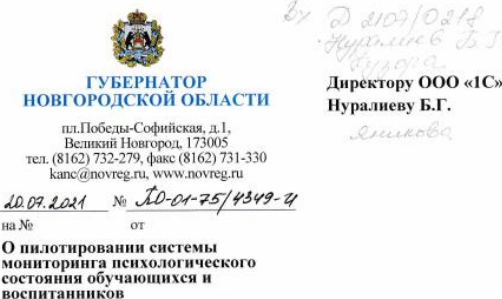 Вх Д 2107/0218
Нуралиев Б.Г
ГУБЕРНАТОР
НОВГОРОДСКОЙ ОБЛАСТИ
Директору ООО «1С»
Нуралиеву Б.Г.
пл.Победы-Софийская, д.1,
Великий Новгород, 173005
тел. (8162) 732-279, факс (8162) 731-330
kanc@novreg.ru, www.novreg.ru
20.07.2021 № ПО-01-75/4349-И
на № от
О пилотировании системы
мониторинга психологического
состояния обучающихся и
воспитанников